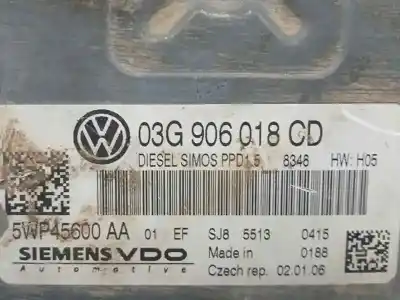 03G 906 018 CD
DIESEL SIMOS PPD1.5 8346 HW: H05
5WP45600 AA 01 EF SJ8 5513 0415
SIEMENS VDO Made in 0188
Automotive Czech rep. 02.01.06